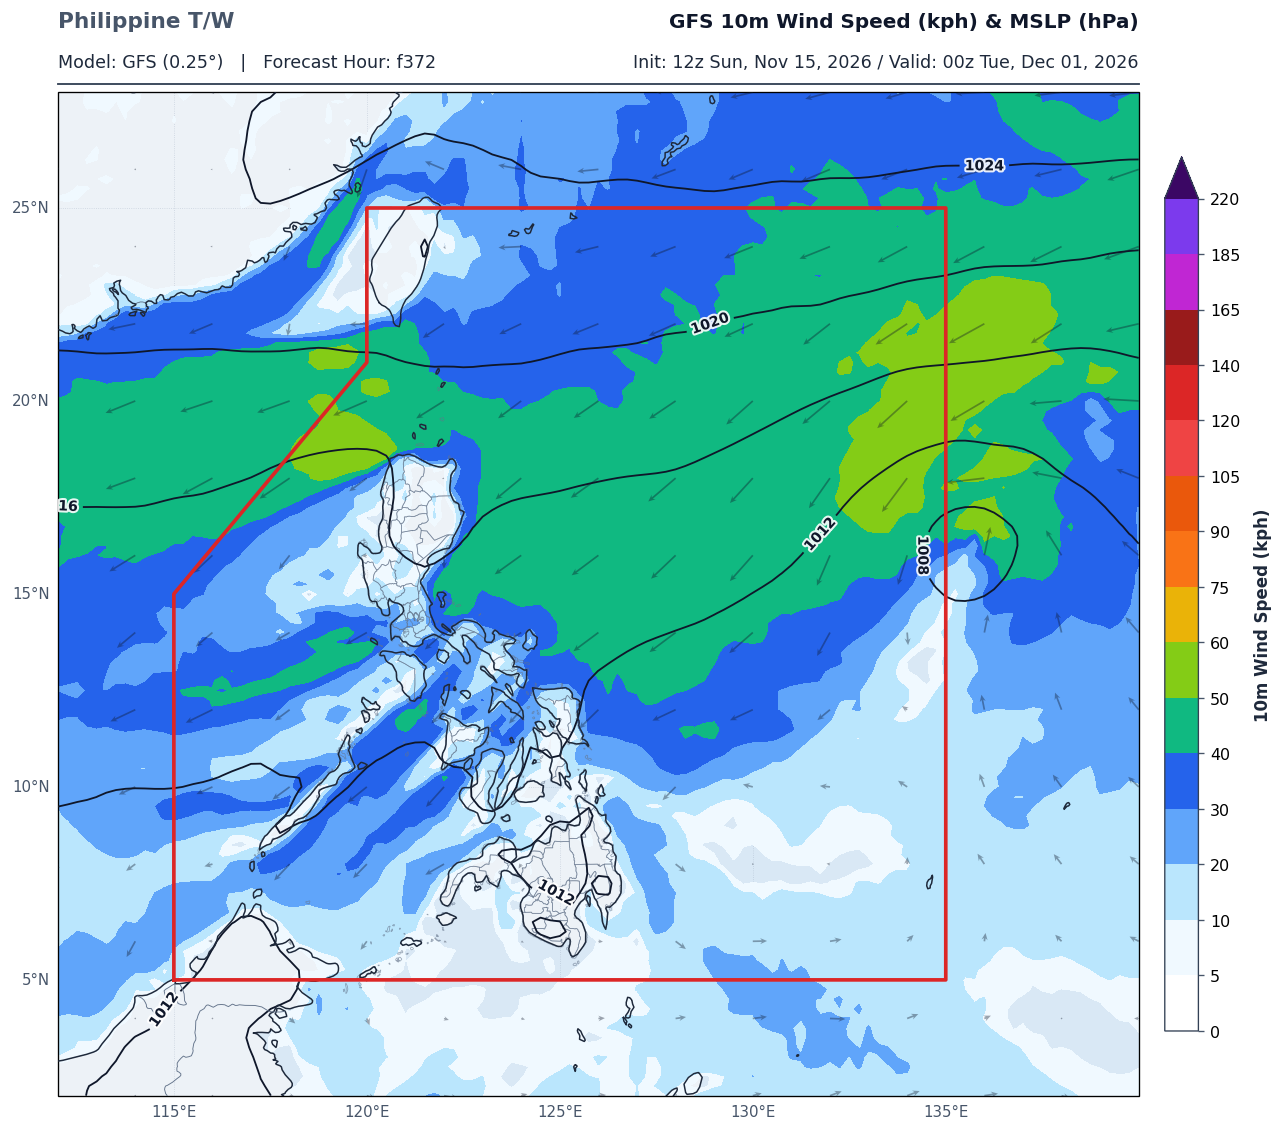 Philippine T/W
GFS 10m Wind Speed (kph) & MSLP (hPa)
Model: GFS (0.25°)   |   Forecast Hour: f372
Init: 12z Sun, Nov 15, 2026 / Valid: 00z Tue, Dec 01, 2026
1024
1020
16
1012
1008
1012
1012
25°N
20°N
15°N
10°N
5°N
115°E
120°E
125°E
130°E
135°E
220
185
165
140
120
105
90
75
60
50
40
30
20
10
5
0
10m Wind Speed (kph)